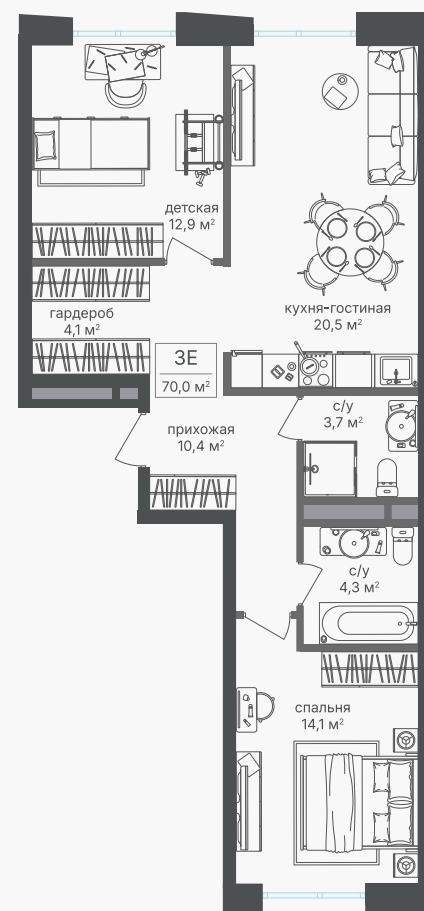 детская
12,9 м²
гардероб
4,1 м²
кухня-гостиная
20,5 м²
3Е
70,0 м²
прихожая
10,4 м²
с/у
3,7 м²
с/у
4,3 м²
спальня
14,1 м²